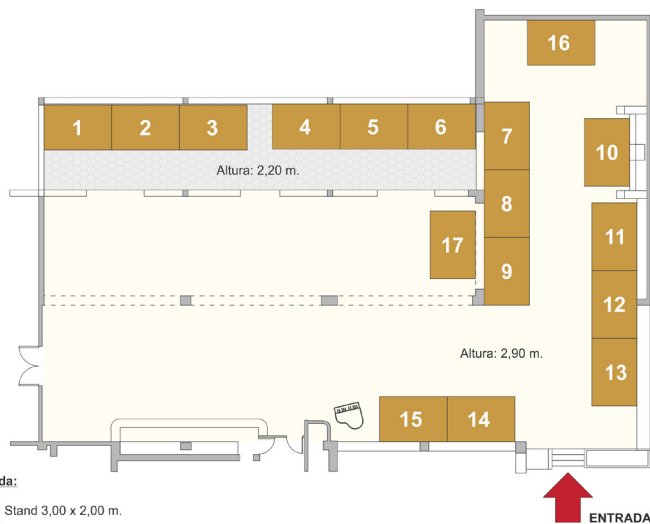 16
1 2 3 4 5 6 7
10
Altura: 2,20 m.
8
11
17
9
12
Altura: 2,90 m.
13
15 14
da:
Stand 3,00 x 2,00 m.
ENTRADA